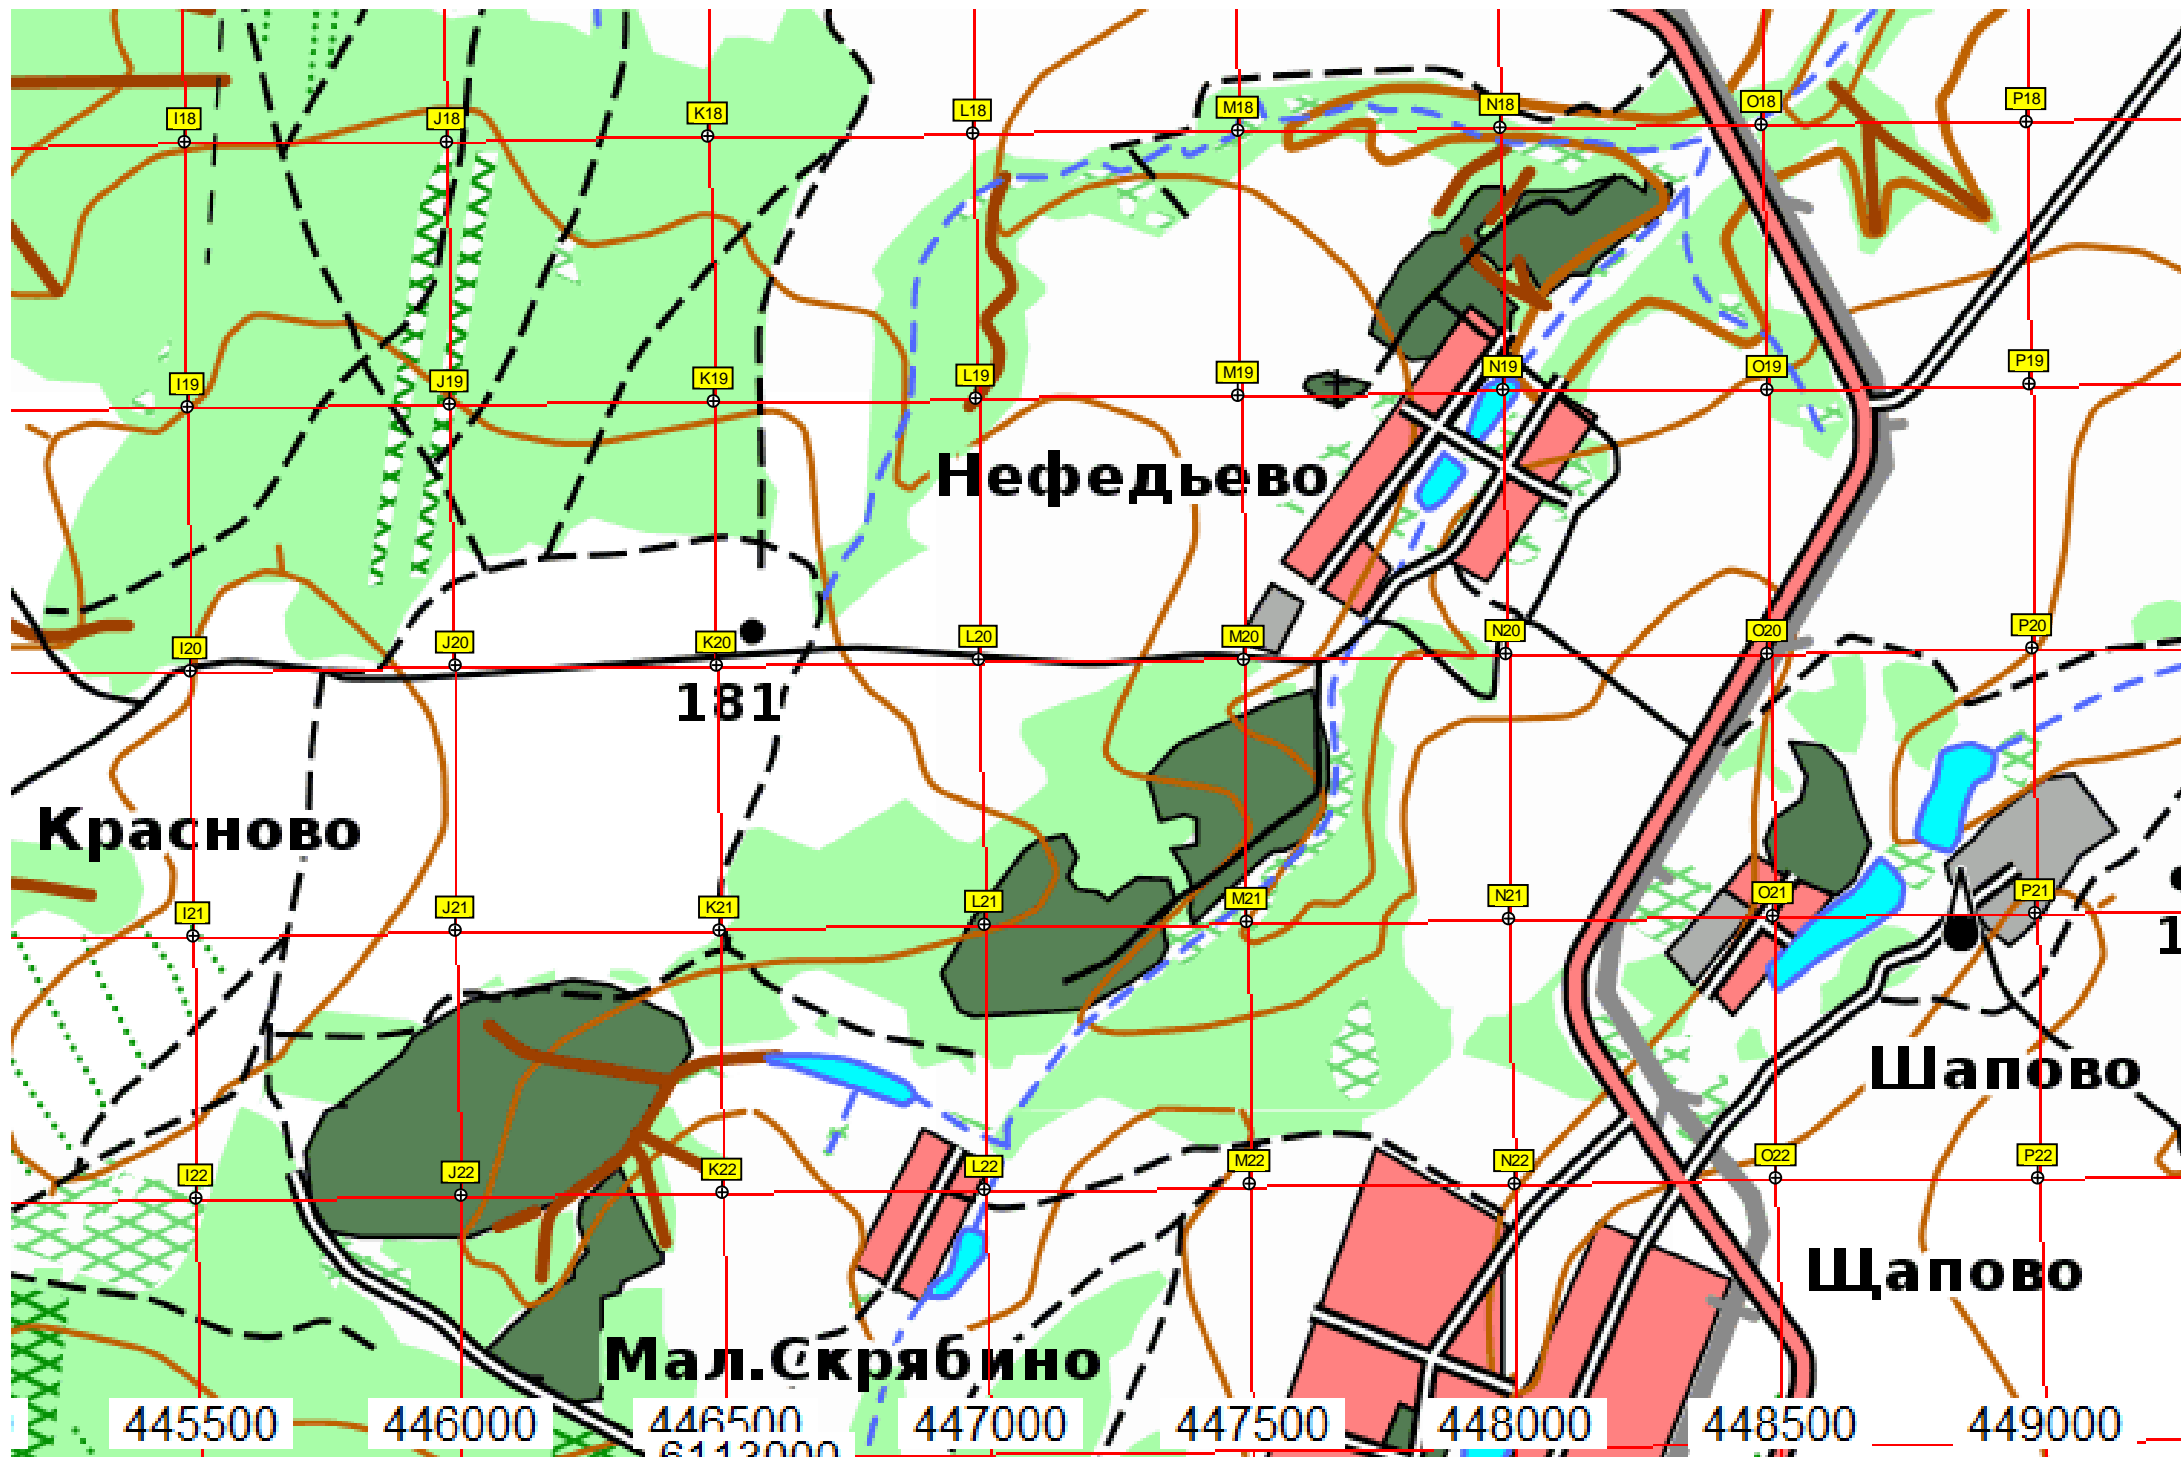 I18 J18 K18 L18 M18 N18 O18 P18
I19 J19 K19 L19 M19 N19 O19 P19
Нефедьево
I20 J20 K20 L20 M20 N20 O20 P20
181
Красново
I21 J21 K21 L21 M21 N21 O21 P21
1
Шапово
I22 J22 K22 L22 M22 N22 O22 P22
Щапово
Мал.Скрябино
445500 446000 446500 447000 447500 448000 448500 449000
6113000